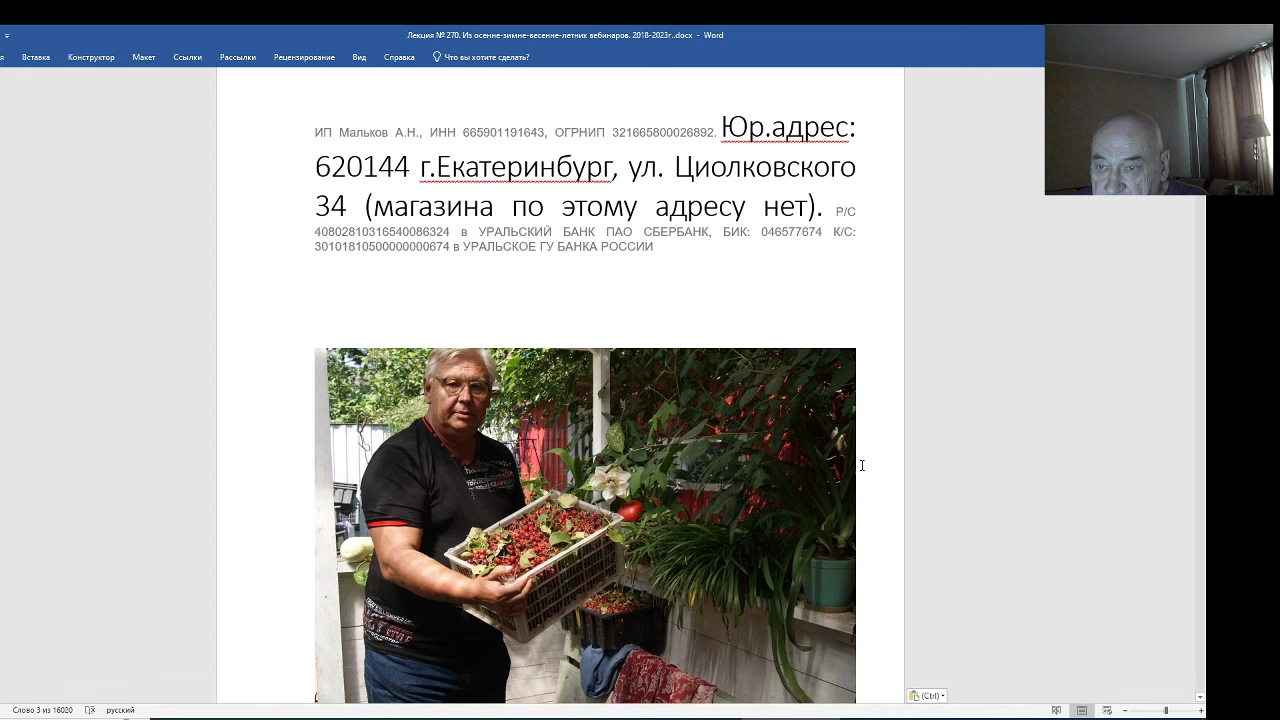 Лекция № 270. Из осенне-зимне-весенне-летних вебинаров. 2018-2023г..docx - Word
я Вставка Конструктор Макет Ссылки Рассылки Рецензирование Вид Справка Что вы хотите сделать?
ИП Мальков А.Н., ИНН 665901191643, ОГРНИП 321665800026892. Юр.адрес:
620144 г.Екатеринбург, ул. Циолковского
34 (магазина по этому адресу нет). Р/С
40802810316540086324 в УРАЛЬСКИЙ БАНК ПАО СБЕРБАНК, БИК: 046577674 К/С:
30101810500000000674 в УРАЛЬСКОЕ ГУ БАНКА РОССИИ
(Ctrl)
Слово 3 из 16020 русский